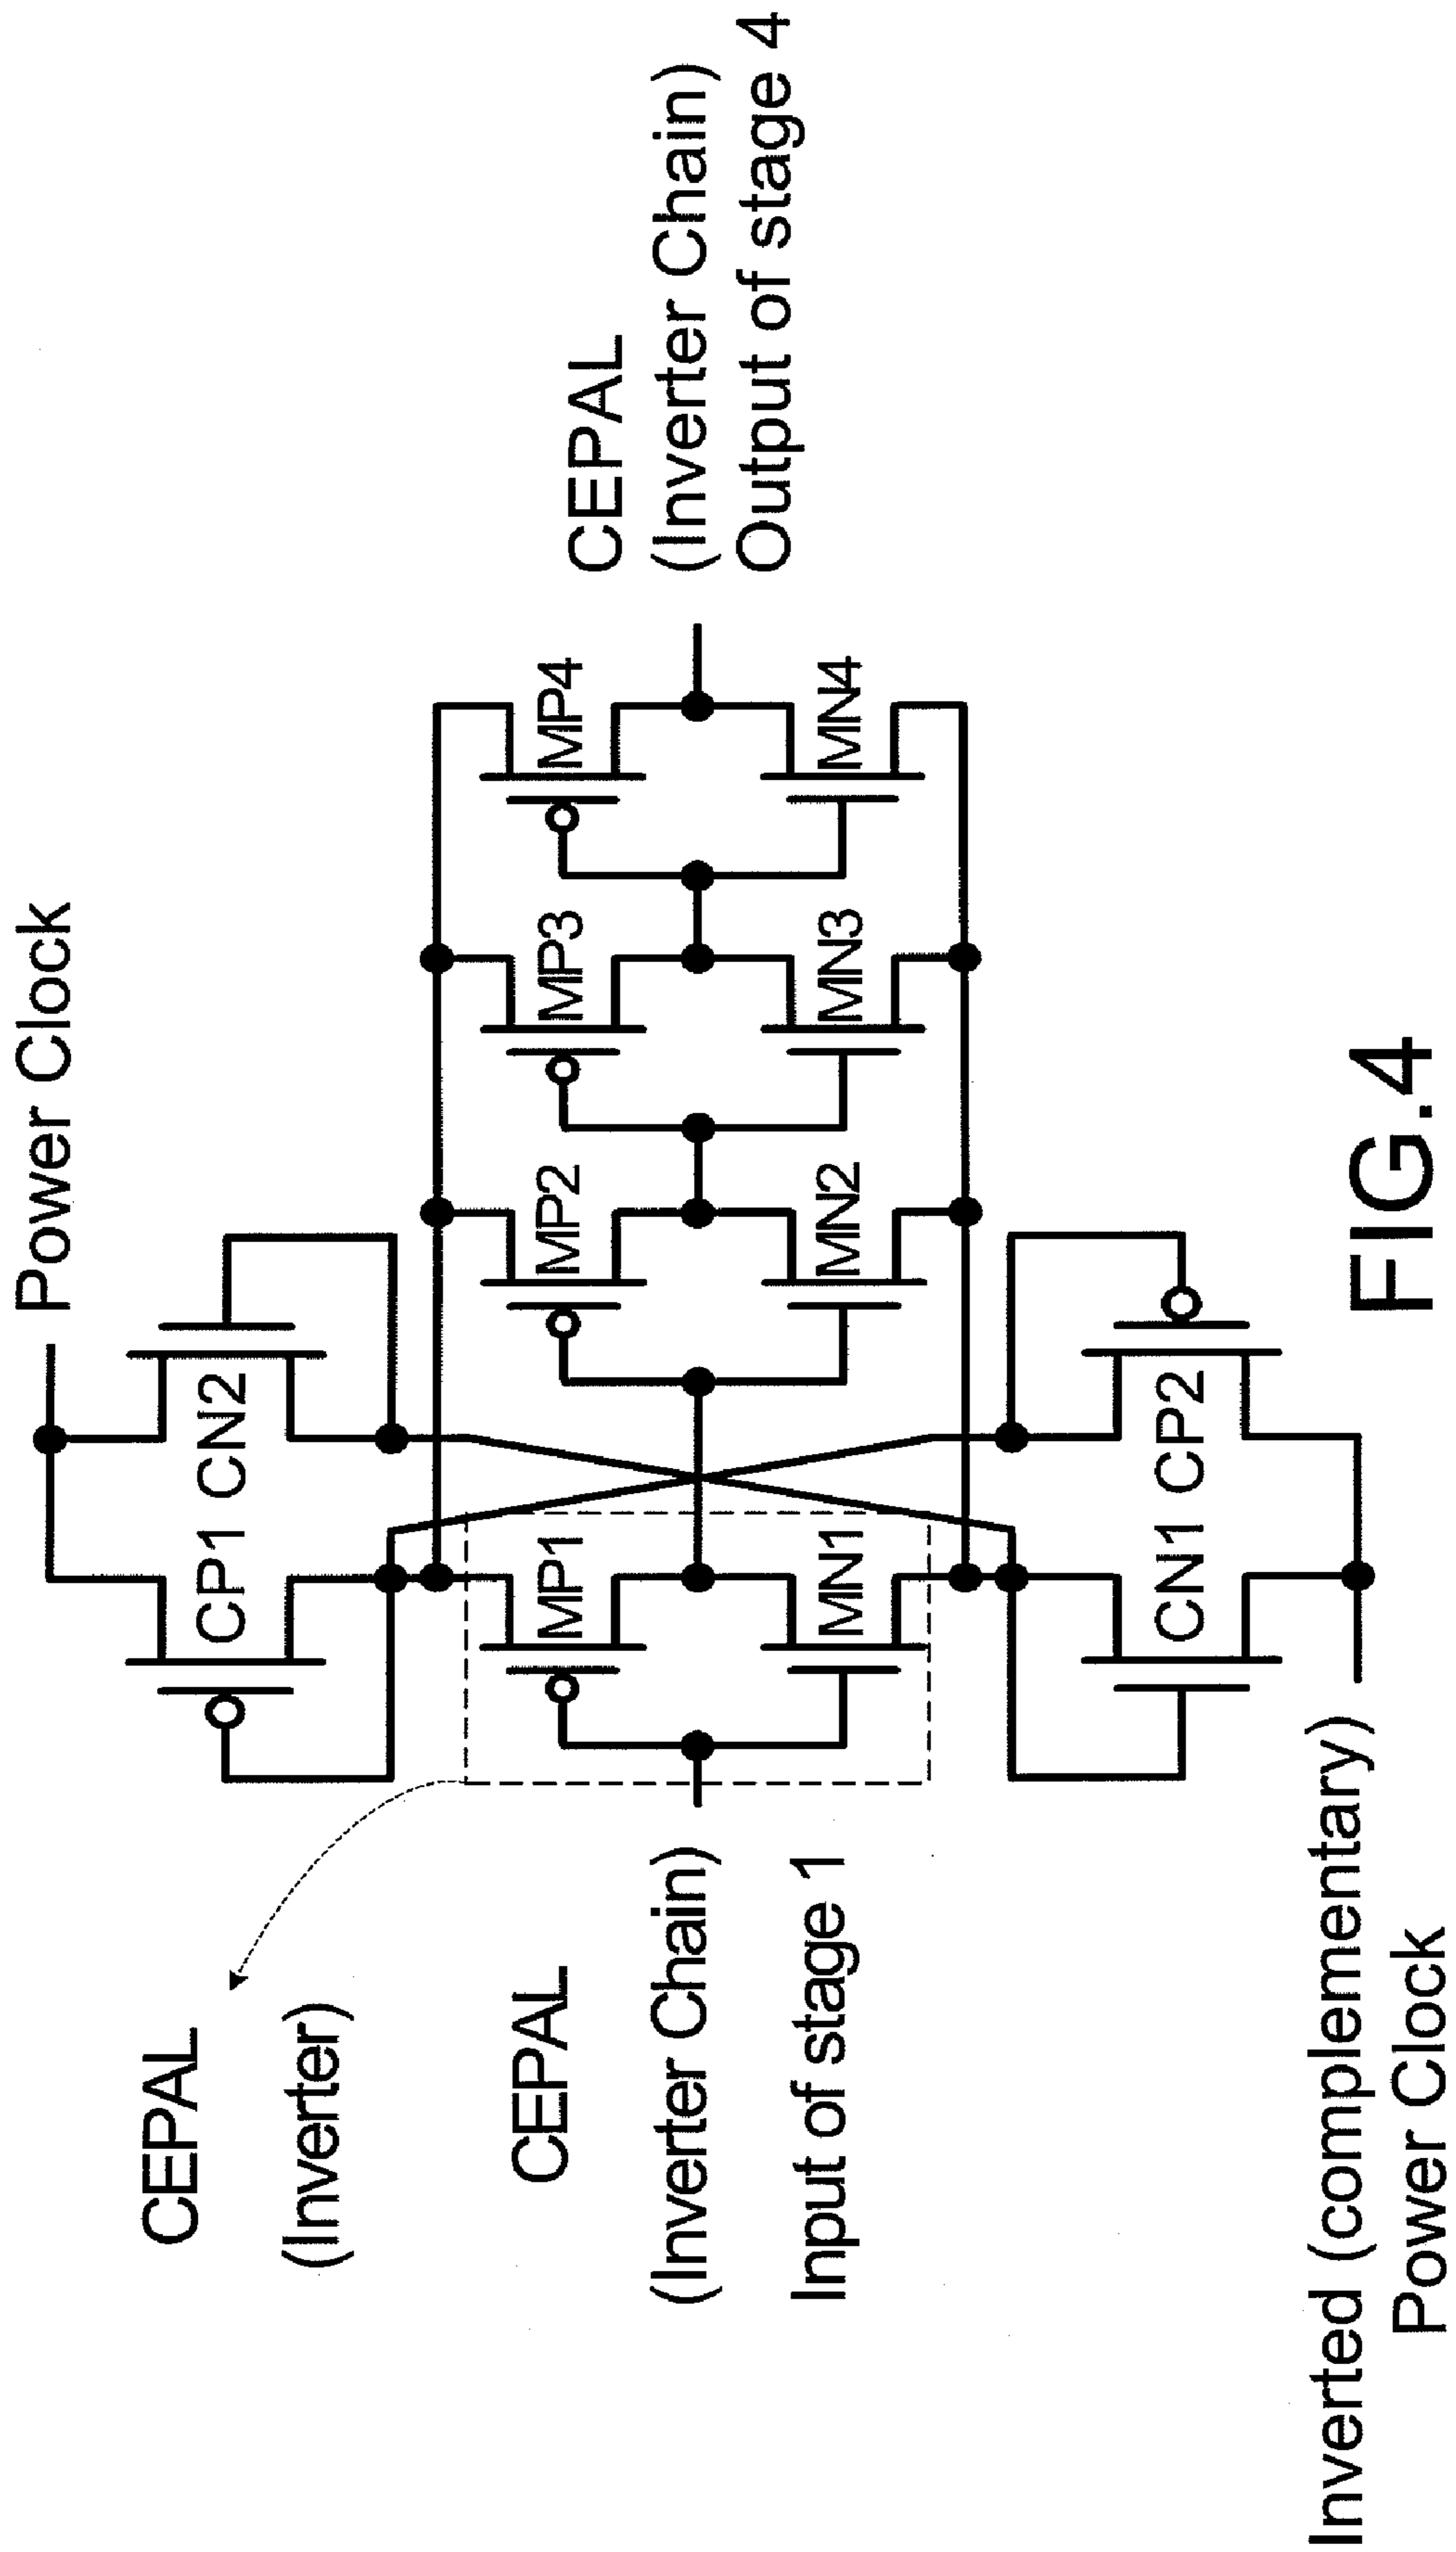 Power Clock
CEPAL
(Inverter)
CP1
CN2
CEPAL
(Inverter Chain)
Input of stage 1
MP1
MP2
MP3
MP4
CEPAL
(Inverter Chain)
Output of stage 4
MN1
MN2
MN3
MN4
CN1
CP2
Inverted (complementary)
Power Clock
FIG.4